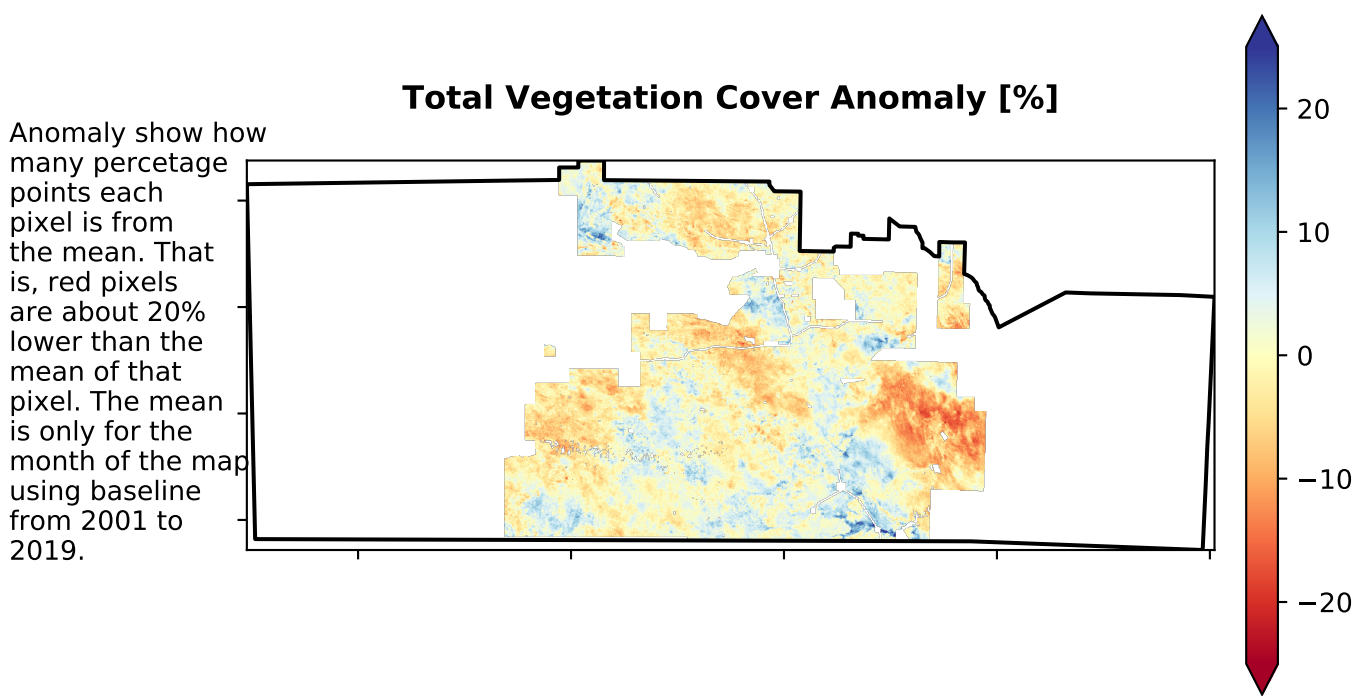 Total Vegetation Cover Anomaly [%]
Anomaly show how
many percetage
points each
pixel is from
the mean. That
is, red pixels
are about 20%
lower than the
mean of that
pixel. The mean
is only for the
month of the map
using baseline
from 2001 to
2019.
20
10
0
−10
−20